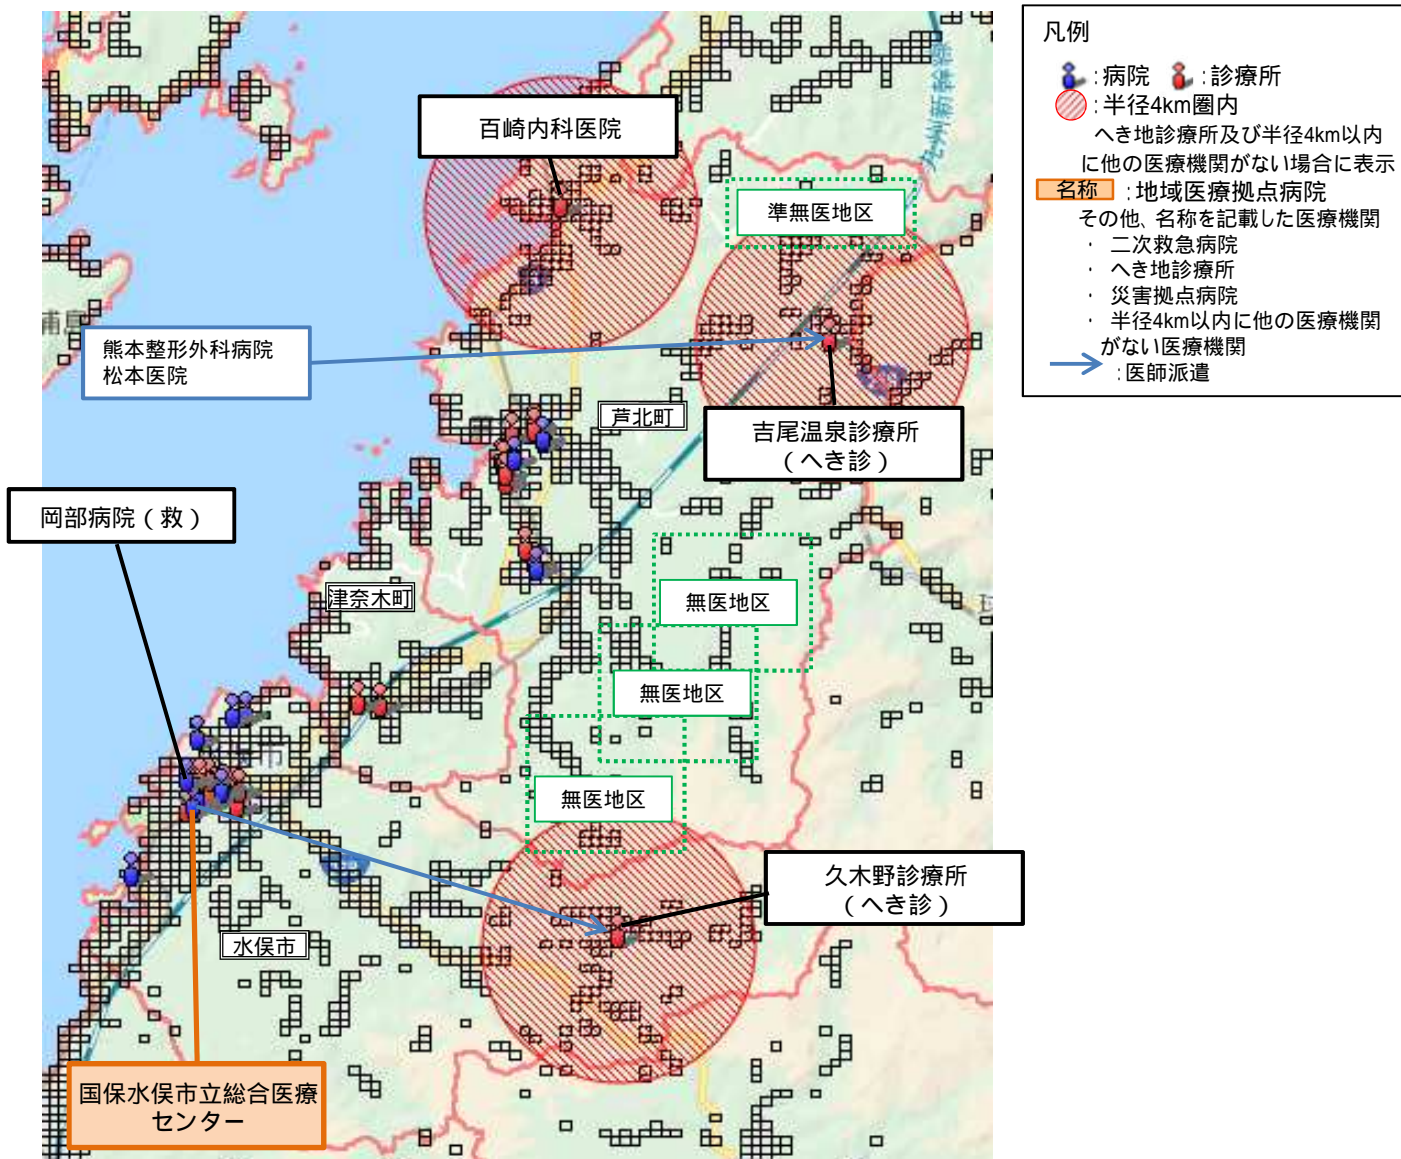 百崎内科医院
九州新幹線
準無医地区
熊本整形外科病院
松本医院
芦北町
吉尾温泉診療所
（へき診）
岡部病院（救）
津奈木町
無医地区
無医地区
無医地区
久木野診療所
（へき診）
水俣市
国保水俣市立総合医療
センター
凡例
:病院 :診療所
:半径4km圏内
へき地診療所及び半径4km以内
に他の医療機関がない場合に表示
名称 :地域医療拠点病院
その他、名称を記載した医療機関
・ 二次救急病院
・ へき地診療所
・ 災害拠点病院
・ 半径4km以内に他の医療機関
がない医療機関
:医師派遣